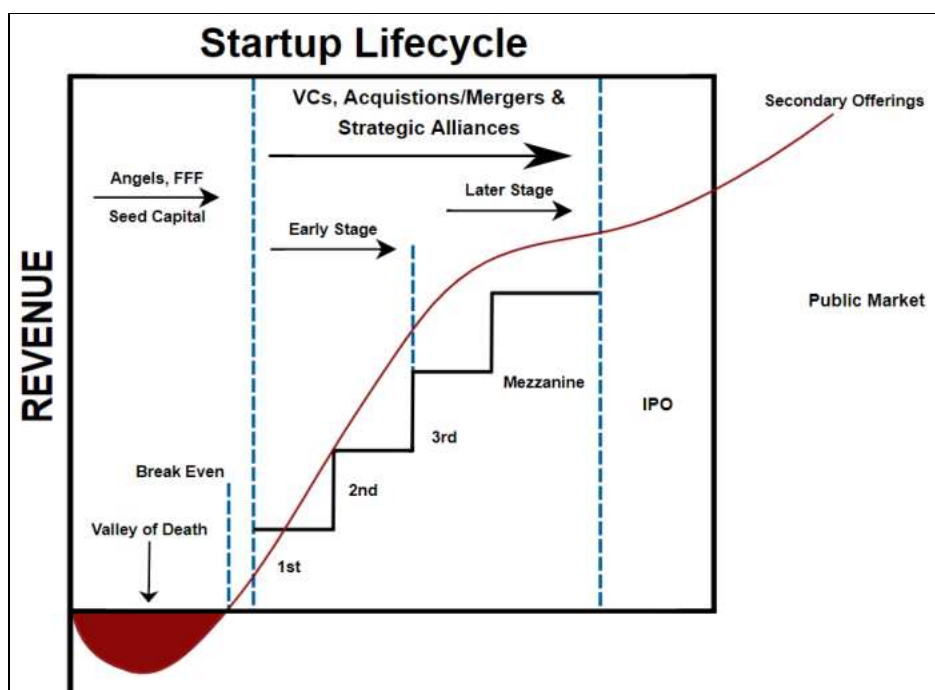 Startup Lifecycle
VCs, Acquistions/Mergers &
Strategic Alliances
Secondary Offerings
Angels, FFF
Seed Capital
Later Stage
Early Stage
REVENUE
Public Market
Mezzanine
IPO
3rd
Break Even
2nd
Valley of Death
1st